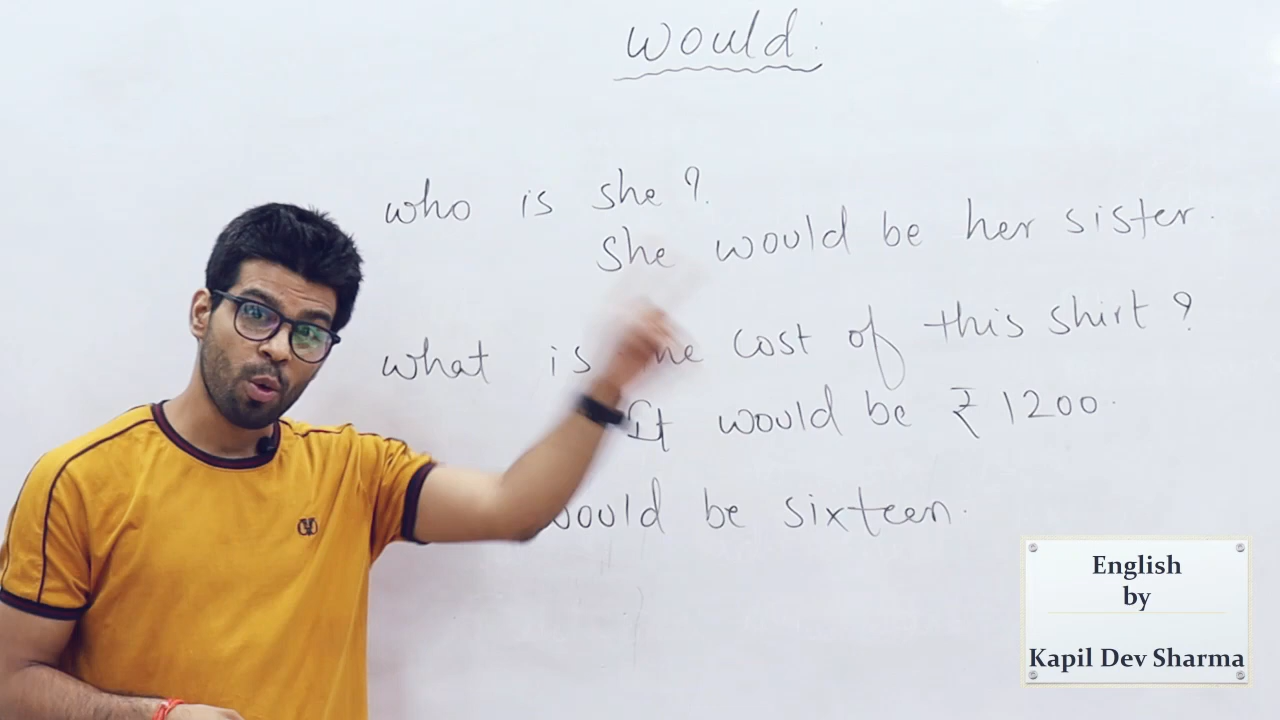 would:
who is she?
She would be her sister.
what is the cost of this shirt?
It would be ₹ 1200.
would be sixteen.
English
by
Kapil Dev Sharma